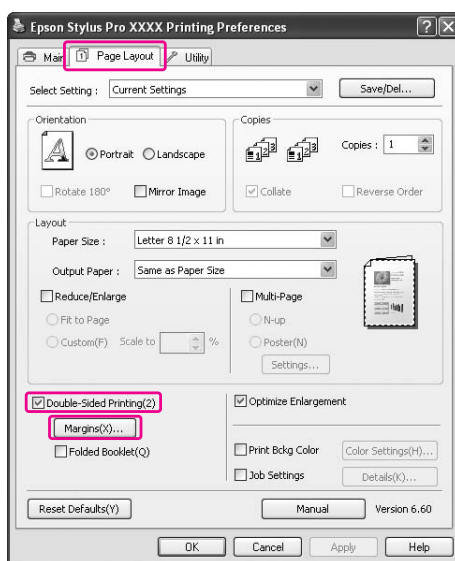 Epson Stylus Pro XXXX Printing Preferences
Main Page Layout Utility
Select Setting : Current Settings Save/Del...
Orientation Copies
Portrait Landscape Copies : 1
Rotate 180° Mirror Image Collate Reverse Order
Layout
Paper Size : Letter 8 1/2 x 11 in
Output Paper : Same as Paper Size
Reduce/Enlarge Multi-Page
Fit to Page N-up
Custom(F) Scale to % Poster(N)
Settings...
Double-Sided Printing(2) Optimize Enlargement
Margins(X)...
Folded Booklet(Q) Print Bckg Color Color Settings(H)...
Job Settings Details(K)...
Reset Defaults(Y) Manual Version 6.60
OK Cancel Apply Help